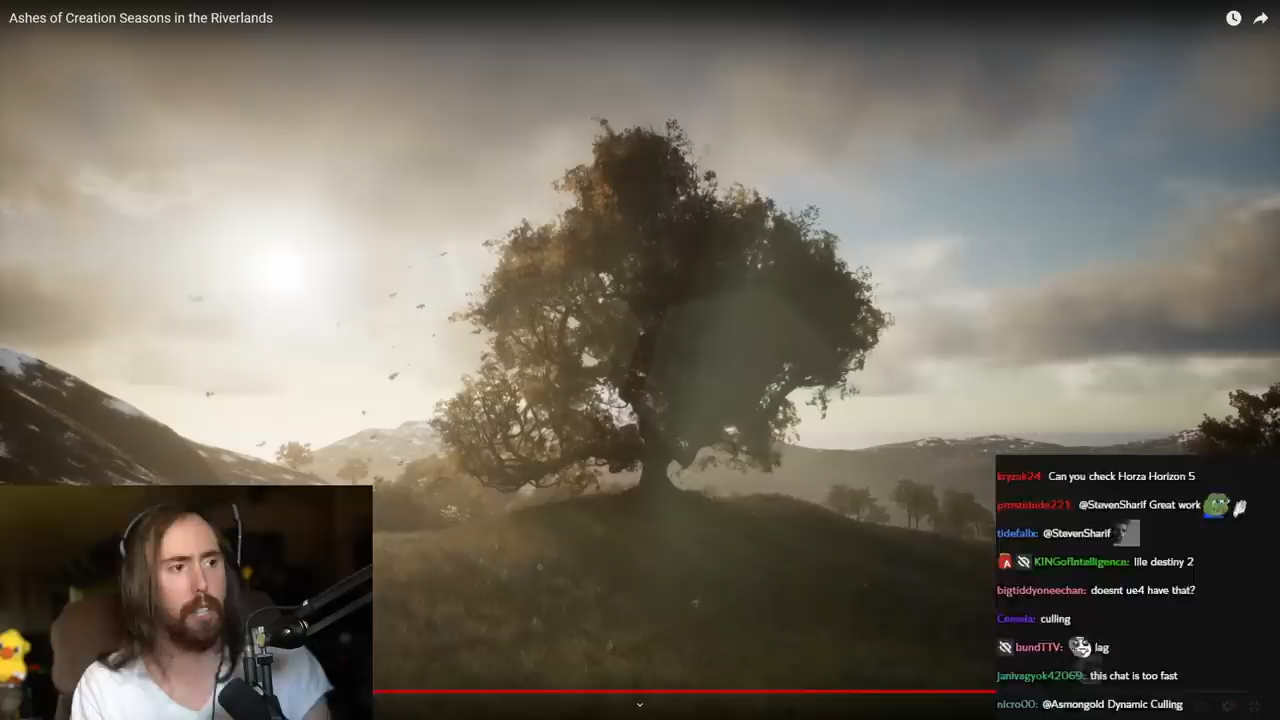 Ashes of Creation Seasons in the Riverlands
kryzak24 Can you check Horza Horizon 5
@StevenSharif Great work
tidefallx: @StevenSharif
A KINGofIntelligence: lile destiny 2
bigtiddyoneechan: doesnt ue4 have that?
culling
bundTTV: lag
janivagyok42069: this chat is too fast
nicro00: @Asmongold Dynamic Culling